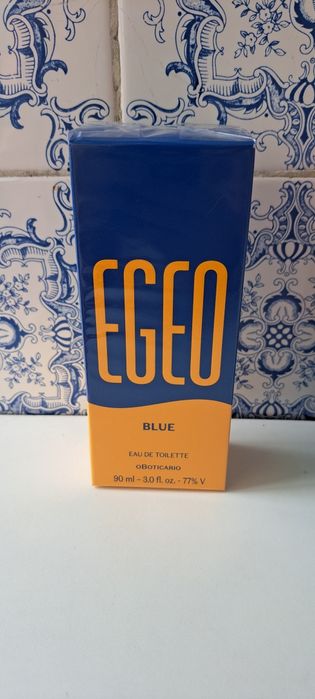 EGEO
BLUE
EAU DE TOILETTE
oBoticário
90 ml - 3.0 fl. oz. - 77% V